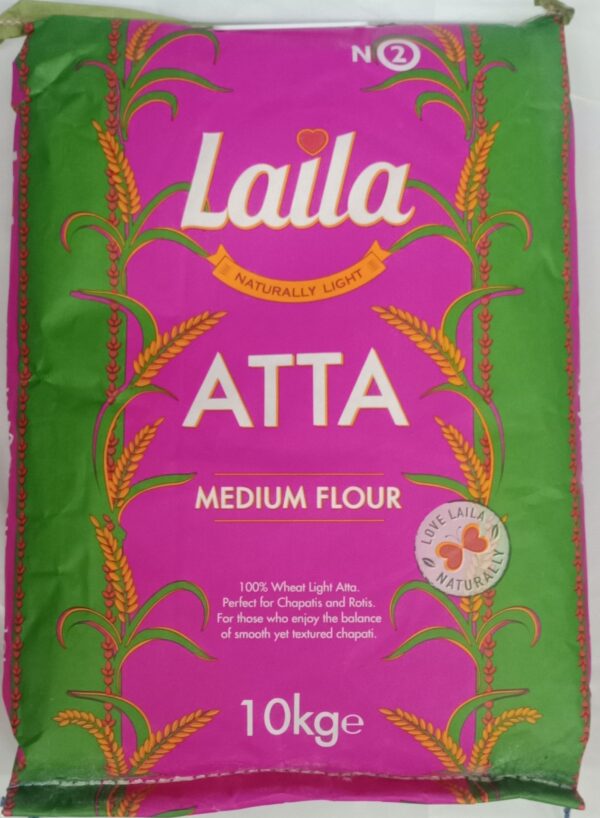 N 2
Laila
NATURALLY LIGHT
ATTA
MEDIUM FLOUR
LOVE LAILA
NATURALLY
100% Wheat Light Atta.
Perfect for Chapatis and Rotis.
For those who enjoy the balance
of smooth yet textured chapati.
10kge